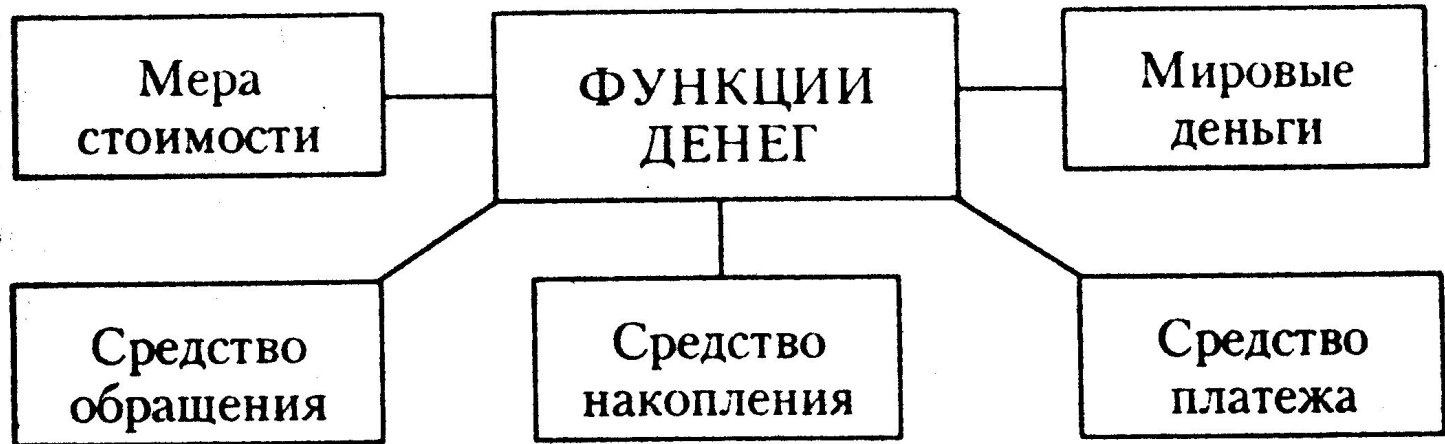 Мера
стоимости
ФУНКЦИИ
ДЕНЕГ
Мировые
деньги
Средство
обращения
Средство
накопления
Средство
платежа